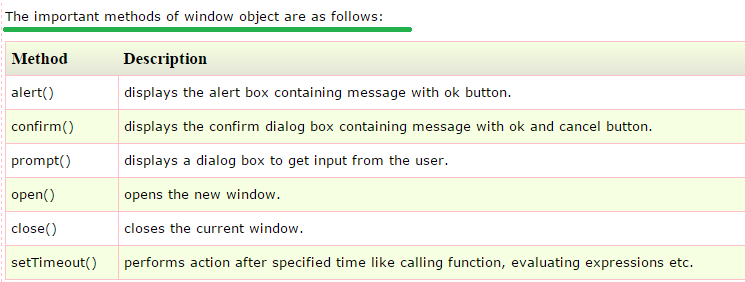 The important methods of window object are as follows:
Method Description
alert() displays the alert box containing message with ok button.
confirm() displays the confirm dialog box containing message with ok and cancel button.
prompt() displays a dialog box to get input from the user.
open() opens the new window.
close() closes the current window.
setTimeout() performs action after specified time like calling function, evaluating expressions etc.